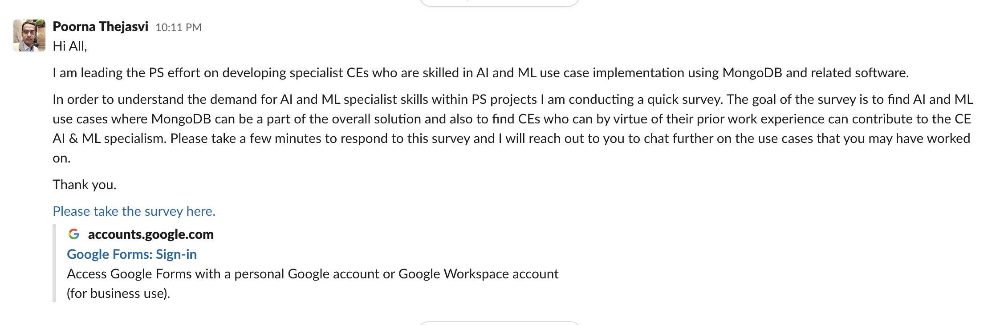 Poorna Thejasvi 10:11 PM
Hi All,
I am leading the PS effort on developing specialist CEs who are skilled in AI and ML use case implementation using MongoDB and related software.
In order to understand the demand for AI and ML specialist skills within PS projects I am conducting a quick survey. The goal of the survey is to find AI and ML
use cases where MongoDB can be a part of the overall solution and also to find CEs who can by virtue of their prior work experience can contribute to the CE
AI & ML specialism. Please take a few minutes to respond to this survey and I will reach out to you to chat further on the use cases that you may have worked
on.
Thank you.
Please take the survey here.
accounts.google.com
Google Forms: Sign-in
Access Google Forms with a personal Google account or Google Workspace account
(for business use).